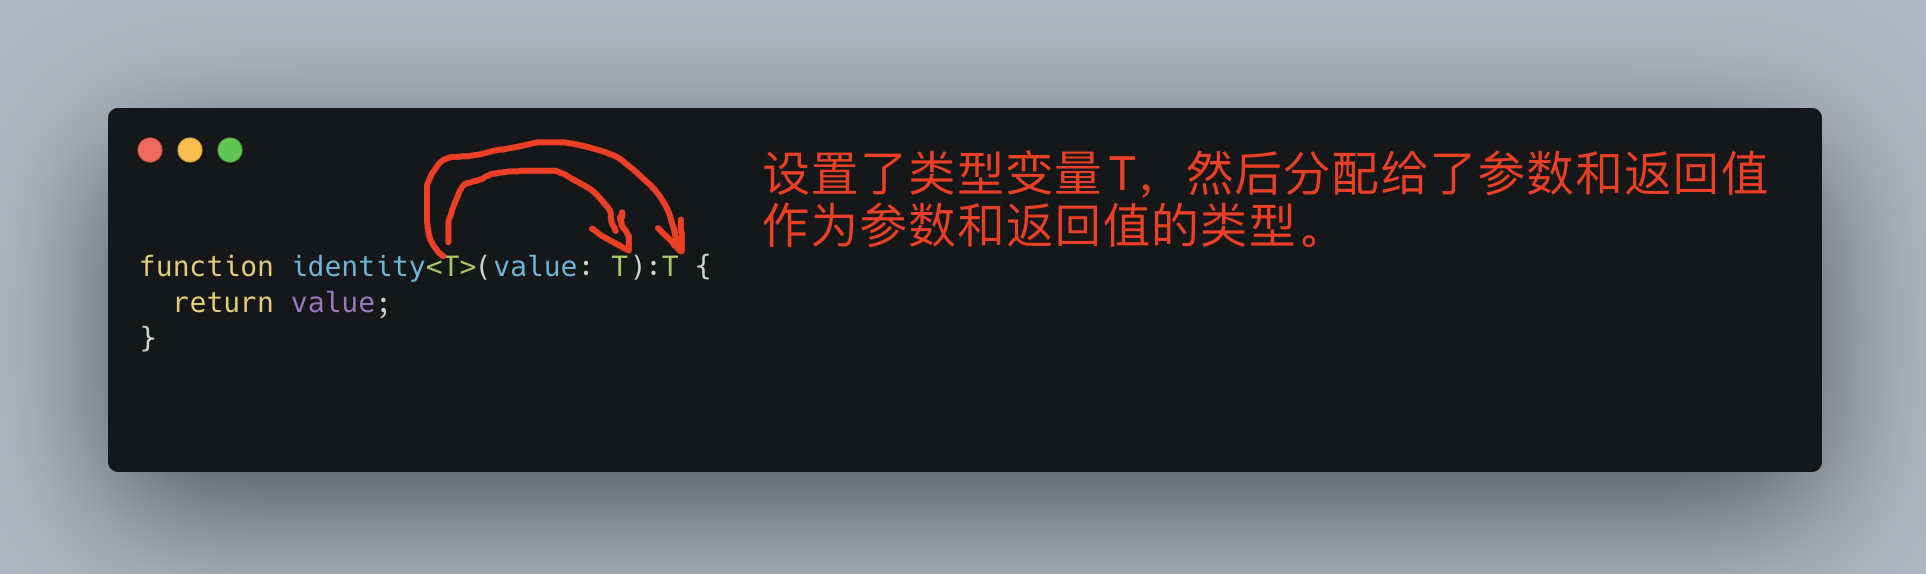 设置了类型变量T，然后分配给了参数和返回值
作为参数和返回值的类型。
function identity<T>(value: T):T {
  return value;
}